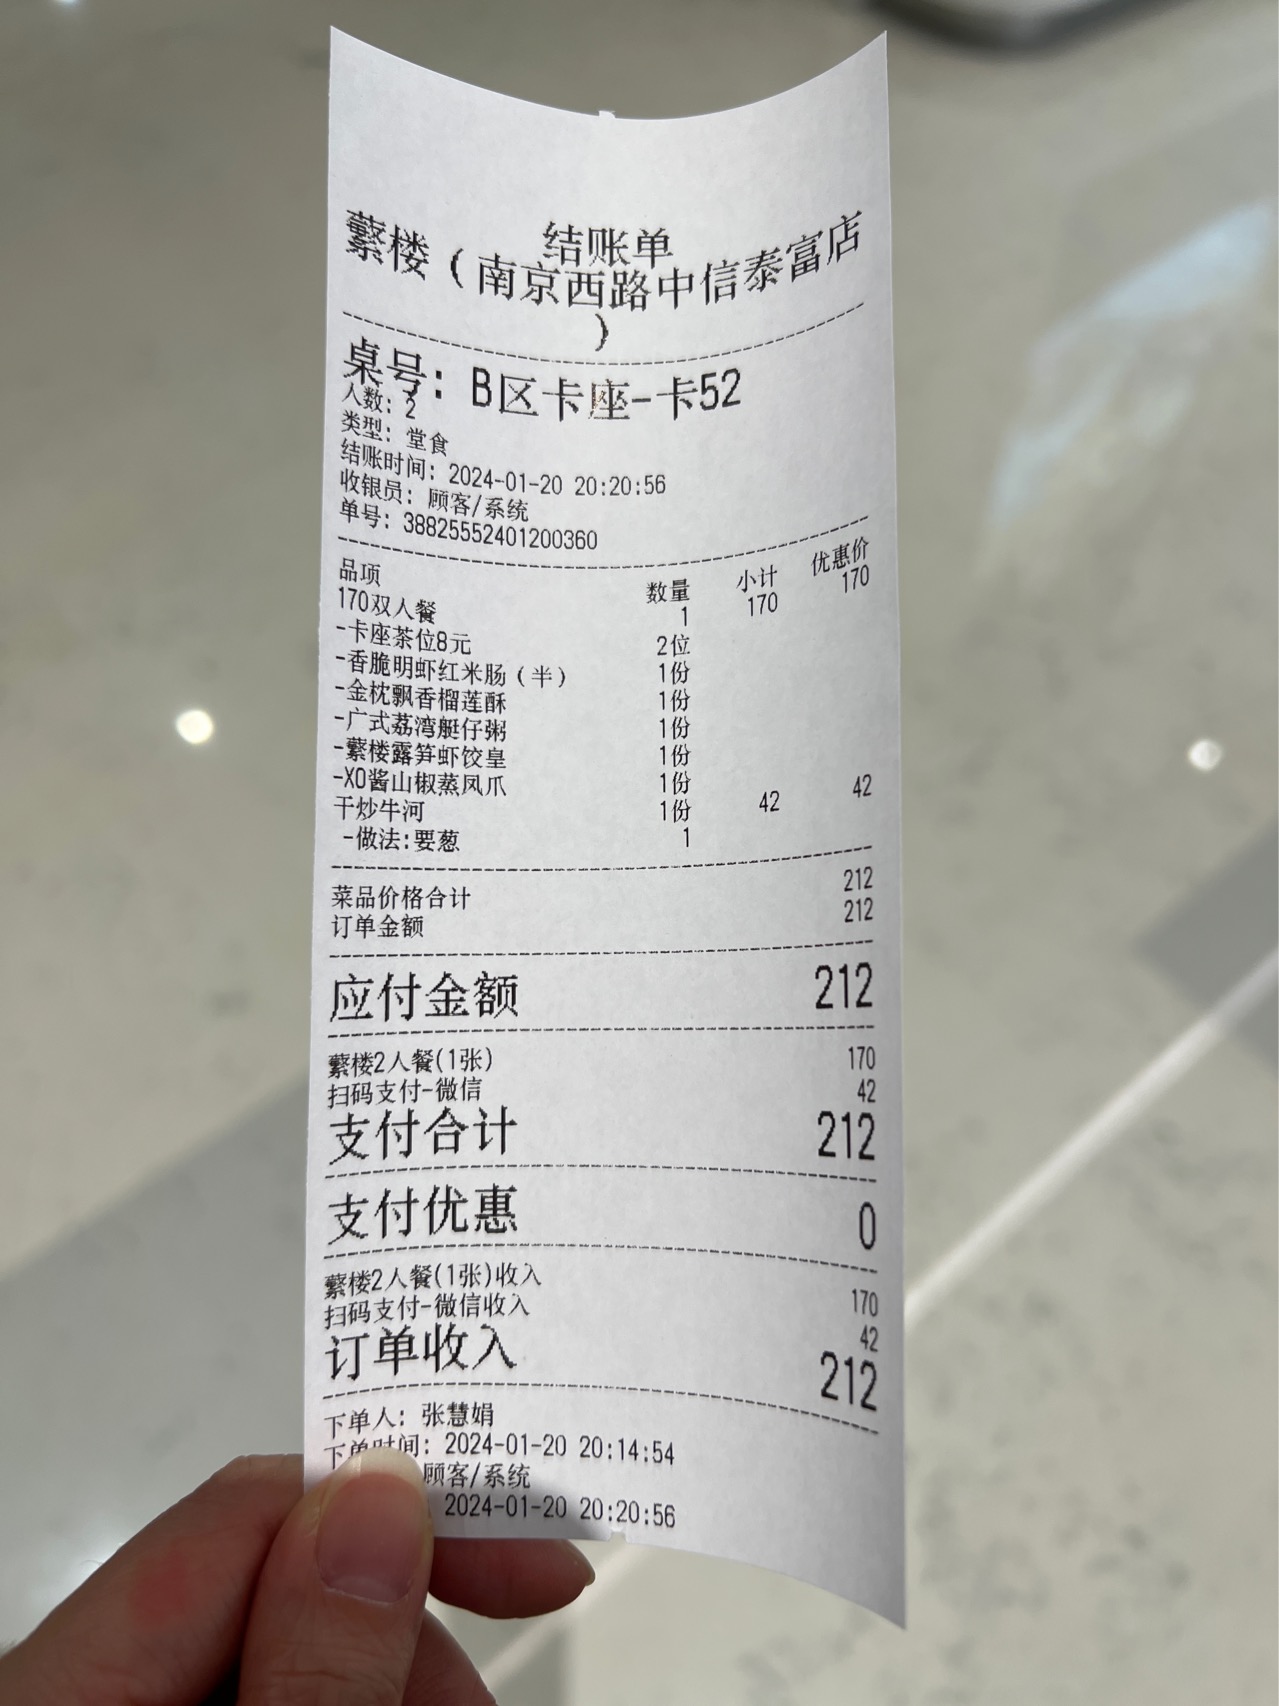 结账单
蘩楼（南京西路中信泰富店
）
桌号: B区卡座-卡52
人数: 2
类型: 堂食
结账时间: 2024-01-20 20:20:56
收银员: 顾客/系统
单号: 38825552401200360
品项 数量 小计 优惠价
170双人餐 1 170 170
-卡座茶位8元 2位
-香脆明虾红米肠（半） 1份
-金枕飘香榴莲酥 1份
-广式荔湾艇仔粥 1份
-蘩楼露笋虾饺皇 1份
-XO酱山椒蒸凤爪 1份
干炒牛河 1份 42 42
-做法:要葱 1
菜品价格合计 212
订单金额 212
应付金额 212
蘩楼2人餐(1张) 170
扫码支付-微信 42
支付合计 212
支付优惠 0
蘩楼2人餐(1张)收入 170
扫码支付-微信收入 42
订单收入 212
下单人: 张慧娟
下单时间: 2024-01-20 20:14:54
顾客/系统
2024-01-20 20:20:56